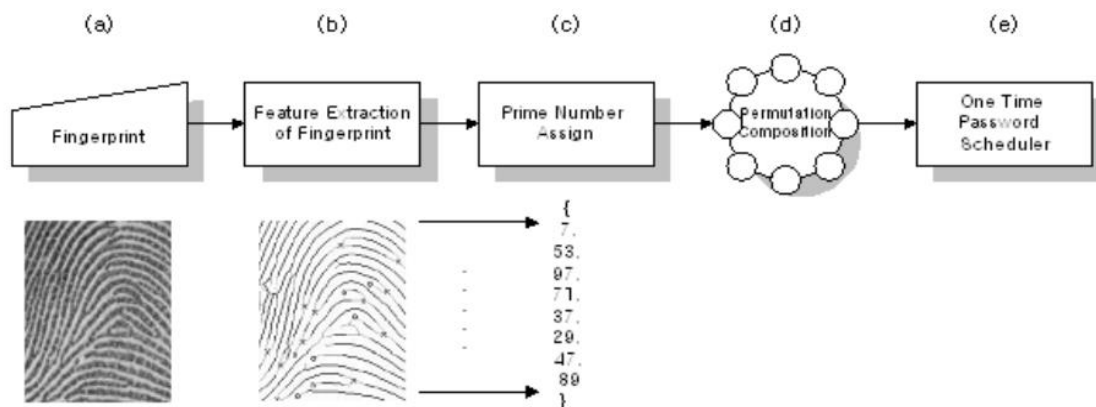 (a)
(b)
(c)
(d)
(e)
Fingerprint
Feature Extraction
of Fingerprint
Prime Number
Assign
Permutation
Composition
One Time
Password
Scheduler
{
7,
53,
97,
71,
37,
29,
47,
89
}